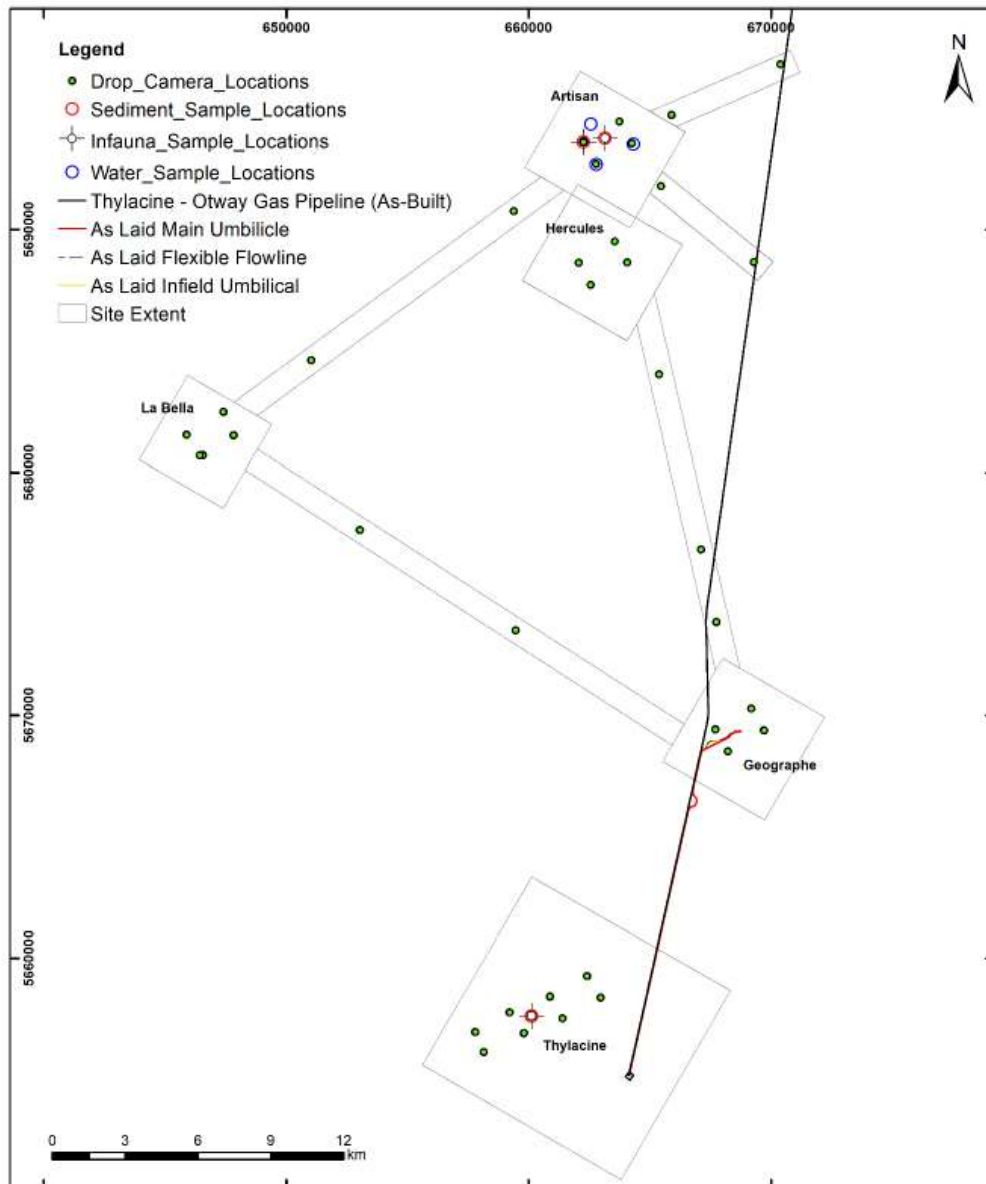 650000
660000
670000
N
Legend
Drop_Camera_Locations
Sediment_Sample_Locations
Infauna_Sample_Locations
Water_Sample_Locations
Thylacine - Otway Gas Pipeline (As-Built)
As Laid Main Umbilicle
As Laid Flexible Flowline
As Laid Infield Umbilical
Site Extent
Artisan
5690000
Hercules
La Bella
5680000
5670000
Geographe
5660000
Thylacine
0 3 6 9 12
km